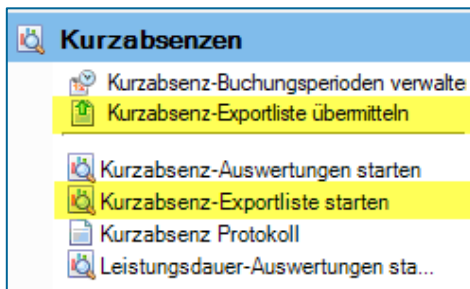 Kurzabsenzen
Kurzabsenz-Buchungsperioden verwalte
Kurzabsenz-Exportliste übermitteln
Kurzabsenz-Auswertungen starten
Kurzabsenz-Exportliste starten
Kurzabsenz Protokoll
Leistungsdauer-Auswertungen sta...